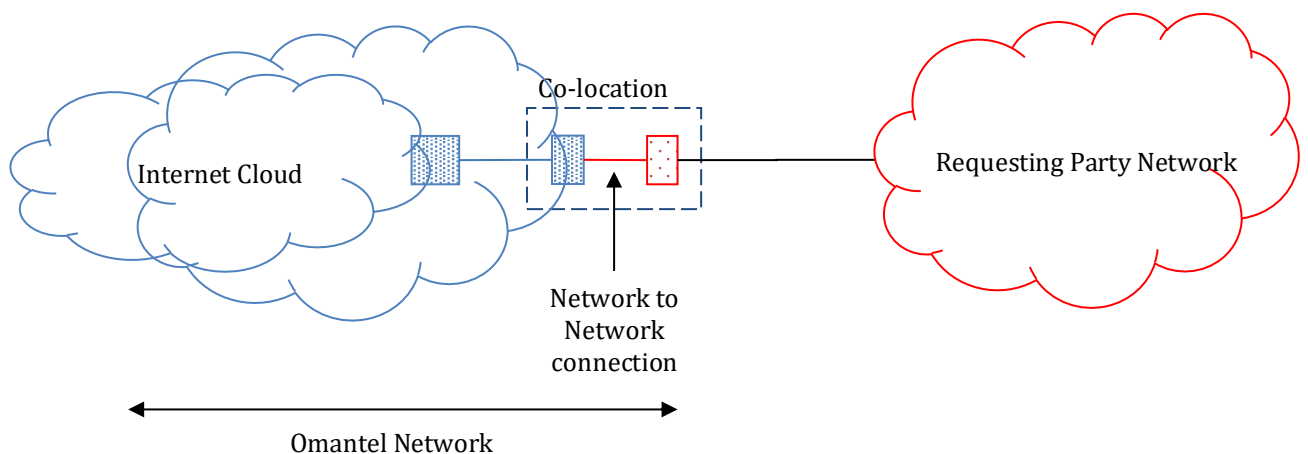 Co-location
Internet Cloud
Requesting Party Network
Network to
Network
connection
Omantel Network